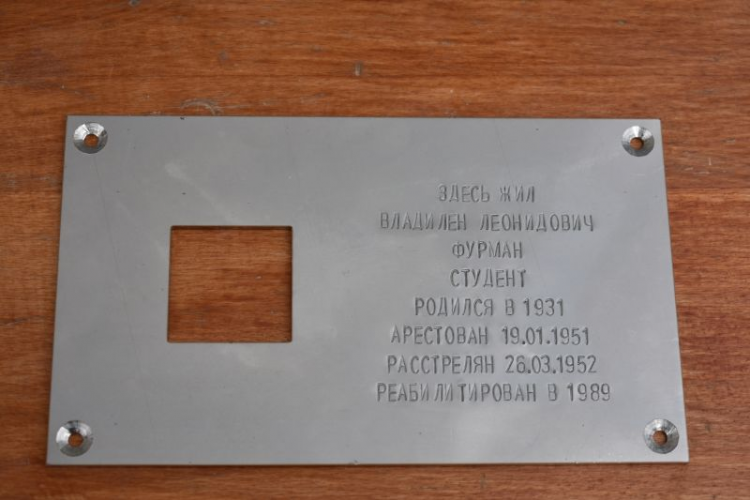 ЗДЕСЬ ЖИЛ
ВЛАДИЛЕН ЛЕОНИДОВИЧ
ФУРМАН
СТУДЕНТ
РОДИЛСЯ В 1931
АРЕСТОВАН 19.01.1951
РАССТРЕЛЯН 26.03.1952
РЕАБИЛИТИРОВАН В 1989